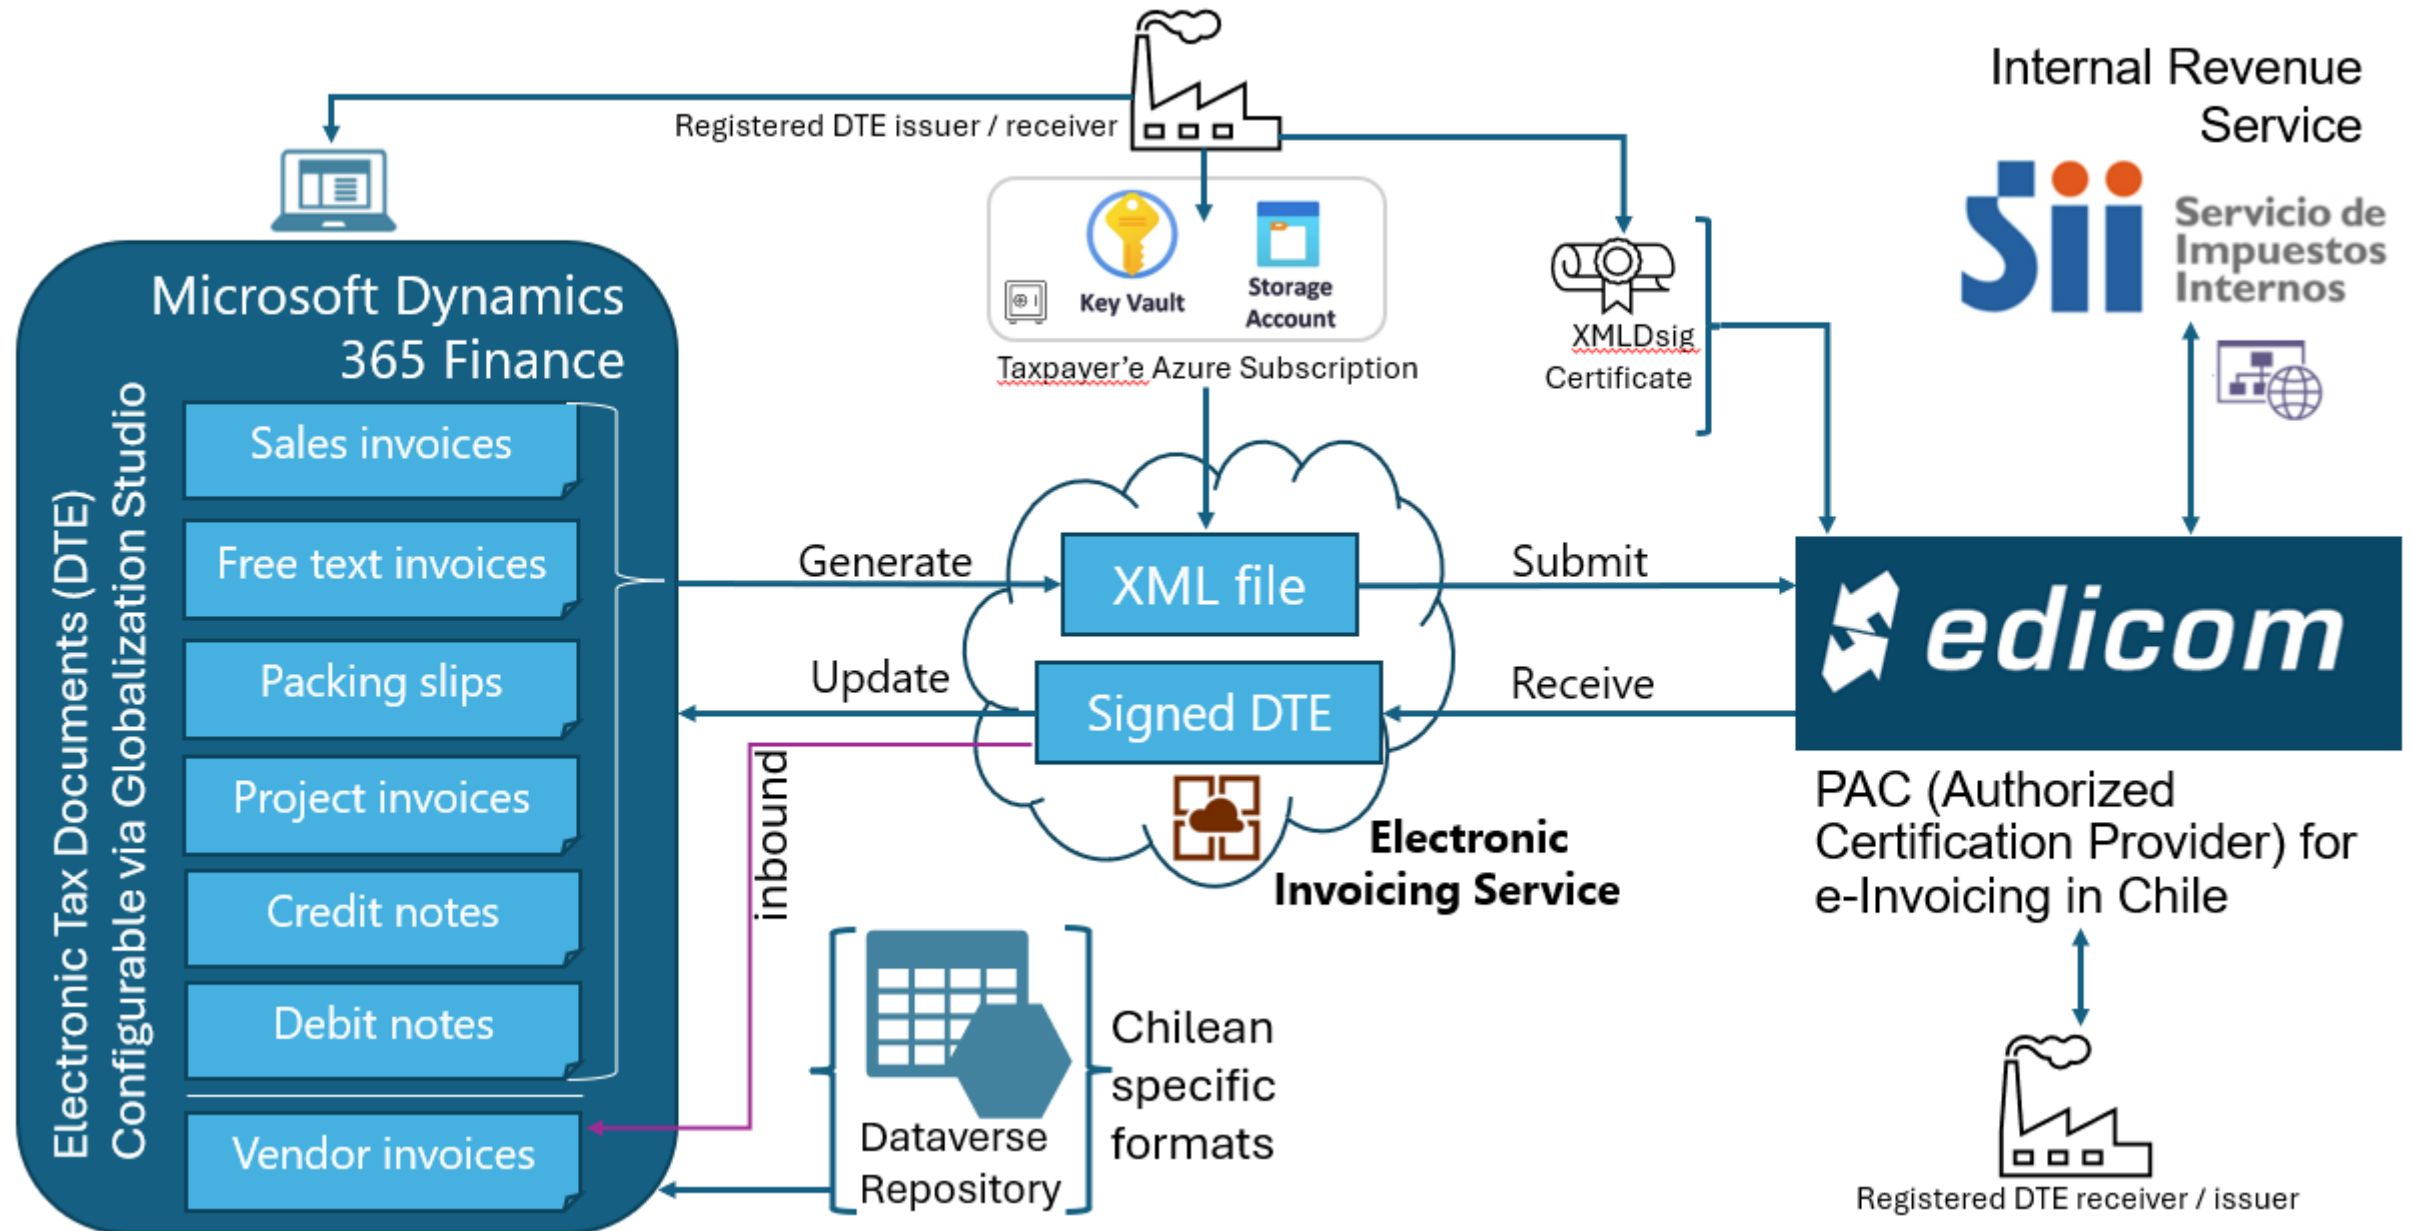 Registered DTE issuer / receiver
Internal Revenue
Service
Sii
Servicio de
Impuestos
Internos
Key Vault
Storage
Account
Taxpayer’e Azure Subscription
XMLDsig
Certificate
Microsoft Dynamics
365 Finance
Electronic Tax Documents (DTE)
Configurable via Globalization Studio
Sales invoices
Free text invoices
Packing slips
Project invoices
Credit notes
Debit notes
Vendor invoices
Generate
XML file
Submit
Update
Signed DTE
Receive
inbound
Electronic
Invoicing Service
edicom
PAC (Authorized
Certification Provider) for
e-Invoicing in Chile
Dataverse
Repository
Chilean
specific
formats
Registered DTE receiver / issuer